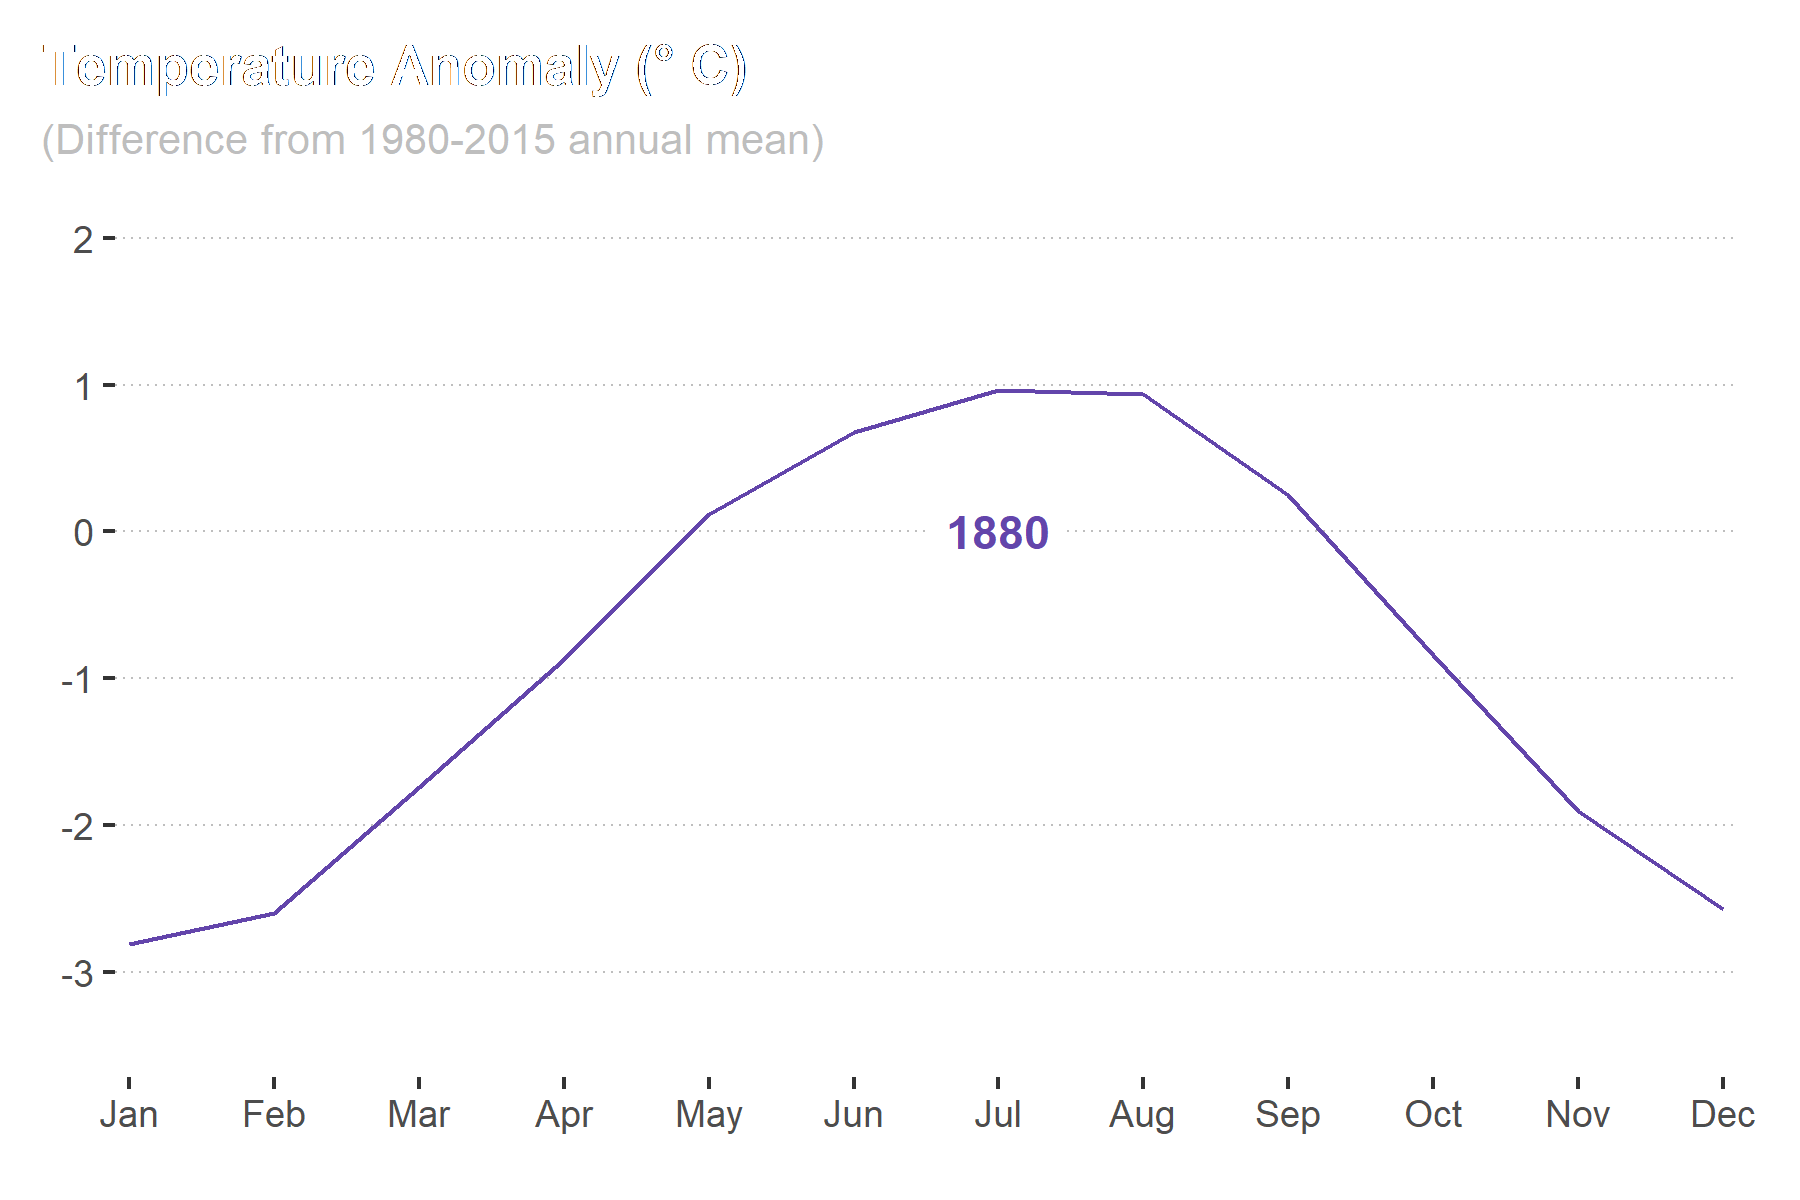 Temperature Anomaly (° C)
(Difference from 1980-2015 annual mean)
2
1
0
-1
-2
-3
1880
Jan Feb Mar Apr May Jun Jul Aug Sep Oct Nov Dec